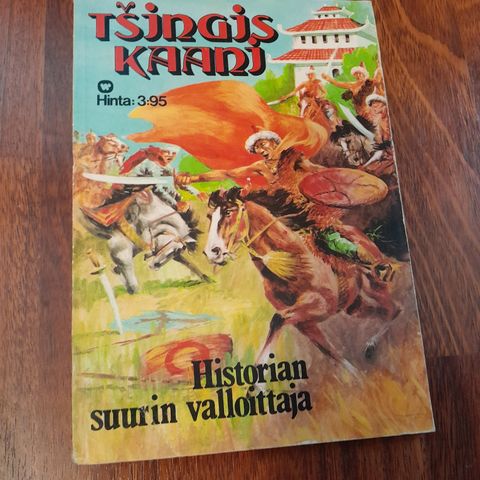 TŠINGIS
KAANI
Hinta: 3:95
Historian
suurin valloittaja